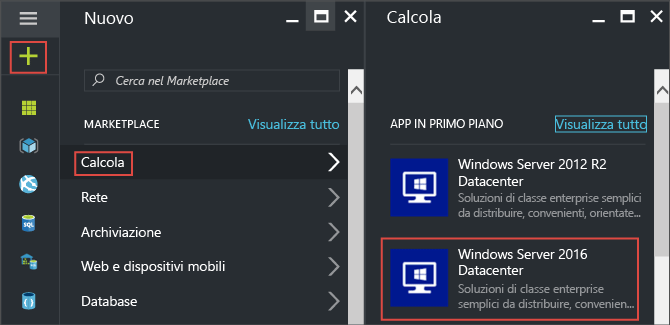 Nuovo
Cerca nel Marketplace
MARKETPLACE
Visualizza tutto
Calcola
Rete
Archiviazione
Web e dispositivi mobili
Database
Calcola
APP IN PRIMO PIANO
Visualizza tutto
Windows Server 2012 R2
Datacenter
Soluzioni di classe enterprise semplici
da distribuire, convenienti, orientate...
Windows Server 2016
Datacenter
Soluzioni di classe enterprise
semplici da distribuire, convenien...
SQL